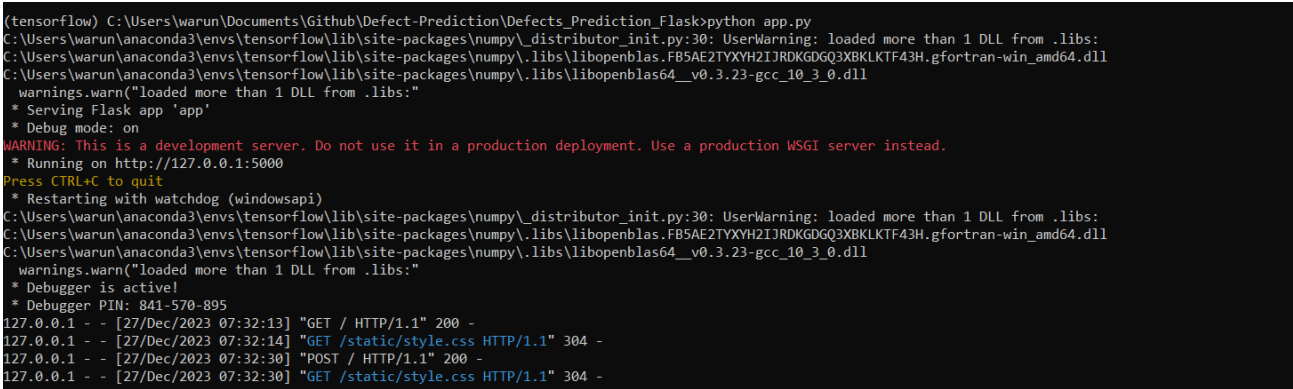 (tensorflow) C:\Users\warun\Documents\Github\Defect-Prediction\Defects_Prediction_Flask>python app.py
C:\Users\warun\anaconda3\envs\tensorflow\lib\site-packages\numpy\_distributor_init.py:30: UserWarning: loaded more than 1 DLL from .libs:
C:\Users\warun\anaconda3\envs\tensorflow\lib\site-packages\numpy\.libs\libopenblas.FB5AE2TYXYH2IJRDKGDGQ3XBKLKTF43H.gfortran-win_amd64.dll
C:\Users\warun\anaconda3\envs\tensorflow\lib\site-packages\numpy\.libs\libopenblas64__v0.3.23-gcc_10_3_0.dll
  warnings.warn("loaded more than 1 DLL from .libs:"
 * Serving Flask app 'app'
 * Debug mode: on
WARNING: This is a development server. Do not use it in a production deployment. Use a production WSGI server instead.
 * Running on http://127.0.0.1:5000
Press CTRL+C to quit
 * Restarting with watchdog (windowsapi)
C:\Users\warun\anaconda3\envs\tensorflow\lib\site-packages\numpy\_distributor_init.py:30: UserWarning: loaded more than 1 DLL from .libs:
C:\Users\warun\anaconda3\envs\tensorflow\lib\site-packages\numpy\.libs\libopenblas.FB5AE2TYXYH2IJRDKGDGQ3XBKLKTF43H.gfortran-win_amd64.dll
C:\Users\warun\anaconda3\envs\tensorflow\lib\site-packages\numpy\.libs\libopenblas64__v0.3.23-gcc_10_3_0.dll
  warnings.warn("loaded more than 1 DLL from .libs:"
 * Debugger is active!
 * Debugger PIN: 841-570-895
127.0.0.1 - - [27/Dec/2023 07:32:13] "GET / HTTP/1.1" 200 -
127.0.0.1 - - [27/Dec/2023 07:32:14] "GET /static/style.css HTTP/1.1" 304 -
127.0.0.1 - - [27/Dec/2023 07:32:30] "POST / HTTP/1.1" 200 -
127.0.0.1 - - [27/Dec/2023 07:32:30] "GET /static/style.css HTTP/1.1" 304 -